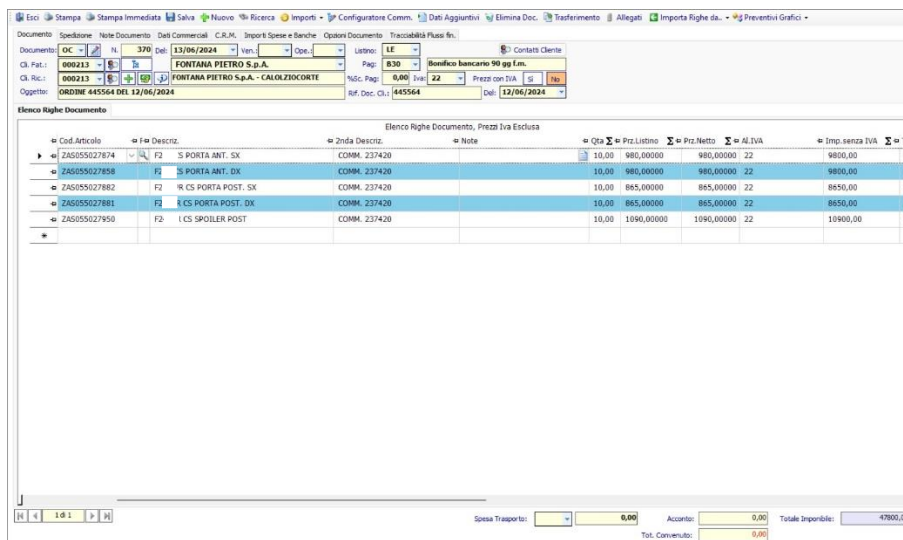 Esci Stampa Stampa Immediata Salva Nuovo Ricerca Importi Configuratore Comm. Dati Aggiuntivi Elimina Doc. Trasferimento Allegati Importa Righe da.. Preventivi Grafici
Documento Spedizione Note Documento Dati Commerciali C.R.M. Importi Spese e Banche Opzioni Documento Tracciabilità Flussi fin.
Documento: OC N. 370 Del: 13/06/2024 Ven.: Ope.: Listino: LE Contatti Cliente
Cli. Fat.: 000213 FONTANA PIETRO S.p.A. Pag: B30 Bonifico bancario 90 gg f.m.
Cli. Ric.: 000213 FONTANA PIETRO S.p.A. - CALOLZIOCORTE %Sc. Pag: 0,00 Iva: 22 Prezzi con IVA Si No
Oggetto: ORDINE 445564 DEL 12/06/2024 Rif. Doc. Cli.: 445564 Del: 12/06/2024
Elenco Righe Documento
Elenco Righe Documento, Prezzi Iva Esclusa
Cod.Articolo Descriz. 2nda Descriz. Note Qta Σ Prz.Listino Σ Prz.Netto Σ Al.IVA Imp.senza IVA Σ
ZAS055027874 F2 S PORTA ANT. SX COMM. 237420 10,00 980,00000 980,00000 22 9800,00
ZAS055027858 F2 S PORTA ANT. DX COMM. 237420 10,00 980,00000 980,00000 22 9800,00
ZAS055027882 F2 R CS PORTA POST. SX COMM. 237420 10,00 865,00000 865,00000 22 8650,00
ZAS055027881 F2 CS PORTA POST. DX COMM. 237420 10,00 865,00000 865,00000 22 8650,00
ZAS055027950 F2 CS SPOILER POST COMM. 237420 10,00 1090,00000 1090,00000 22 10900,00
1 di 1
Spesa Trasporto: 0,00 Acconto: 0,00 Totale Imponibile: 47800,0
Tot. Convenuto: 0,00